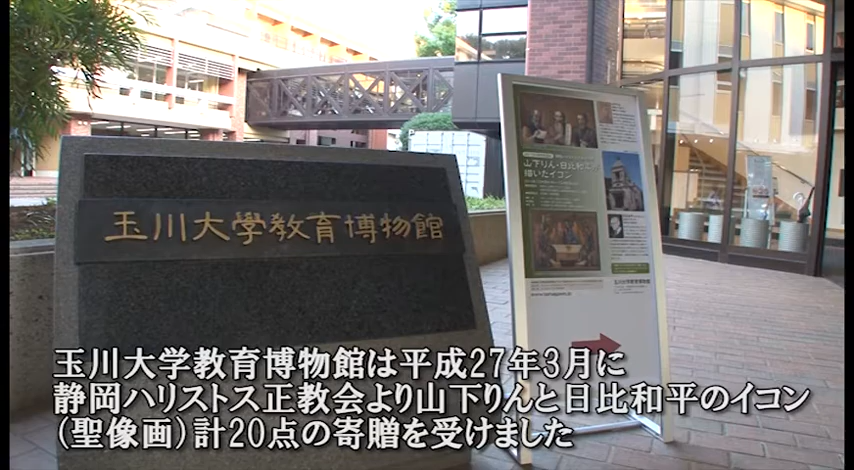 玉川大學教育博物館
山下りん・日比和平が
描いたイコン
玉川大学教育博物館は平成27年3月に
静岡ハリストス正教会より山下りんと日比和平のイコン
（聖像画）計20点の寄贈を受けました